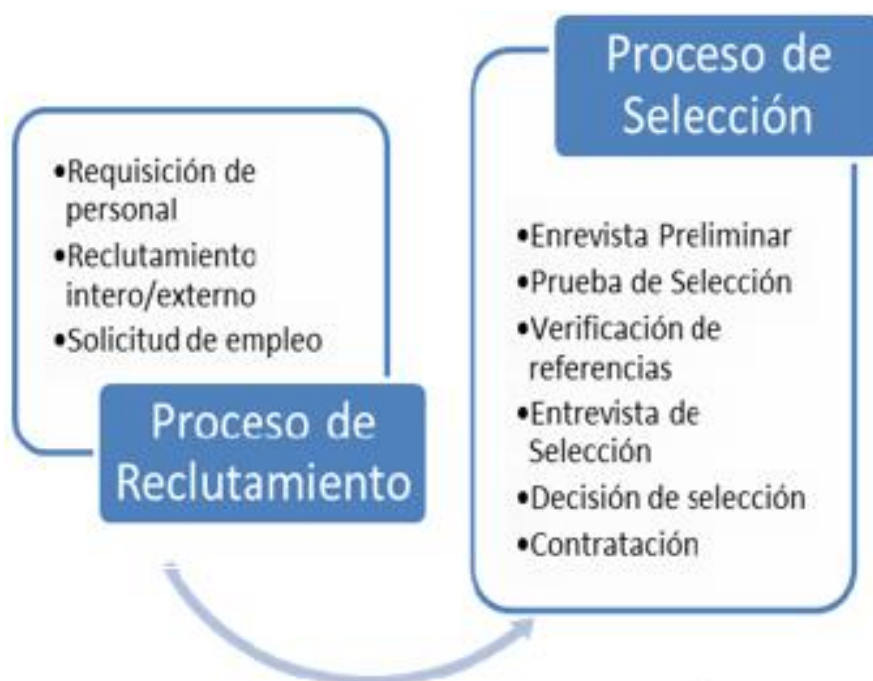 •Requisición de
personal
•Reclutamiento
intero/externo
•Solicitud de empleo
Proceso de
Reclutamiento
Proceso de
Selección
•Enrevista Preliminar
•Prueba de Selección
•Verificación de
referencias
•Entrevista de
Selección
•Decisión de selección
•Contratación